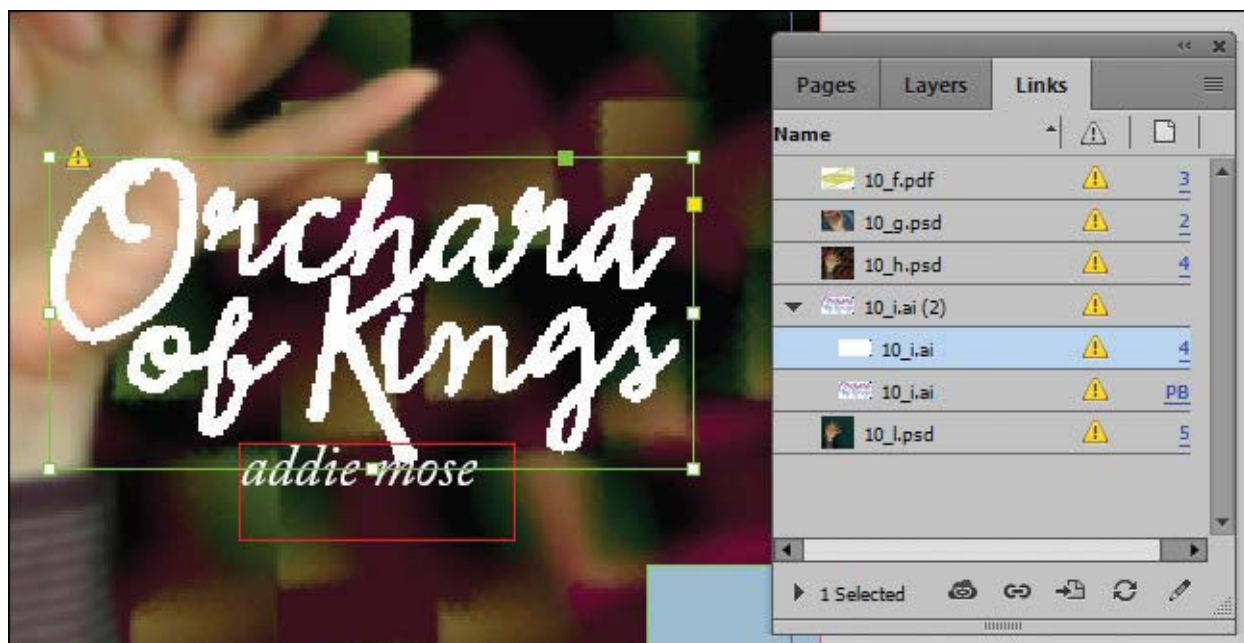 Orchard
of Kings
addie mose
Pages Layers Links
Name
10_f.pdf 3
10_g.psd 2
10_h.psd 4
10_i.ai (2)
10_i.ai 4
10_i.ai PB
10_l.psd 5
1 Selected